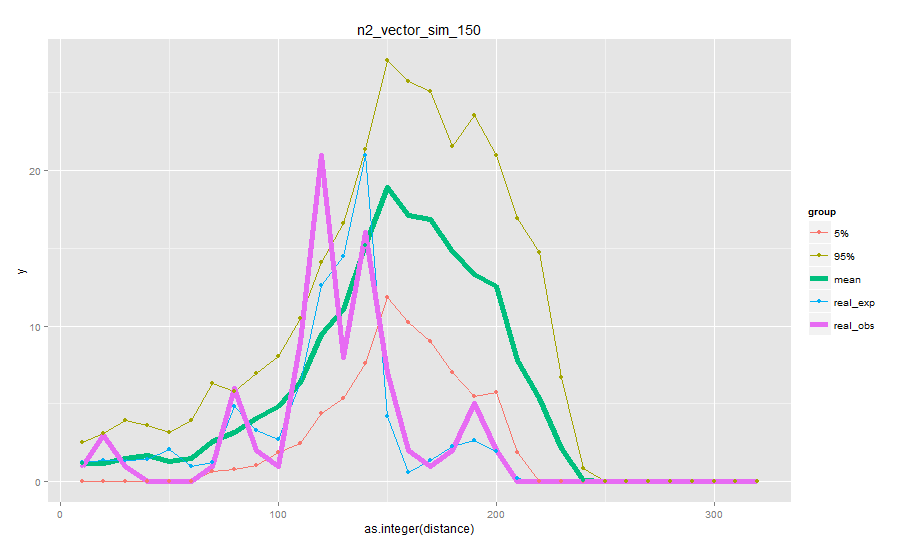 n2_vector_sim_150
y
20
10
0
0
100
200
300
as.integer(distance)
group
5%
95%
mean
real_exp
real_obs